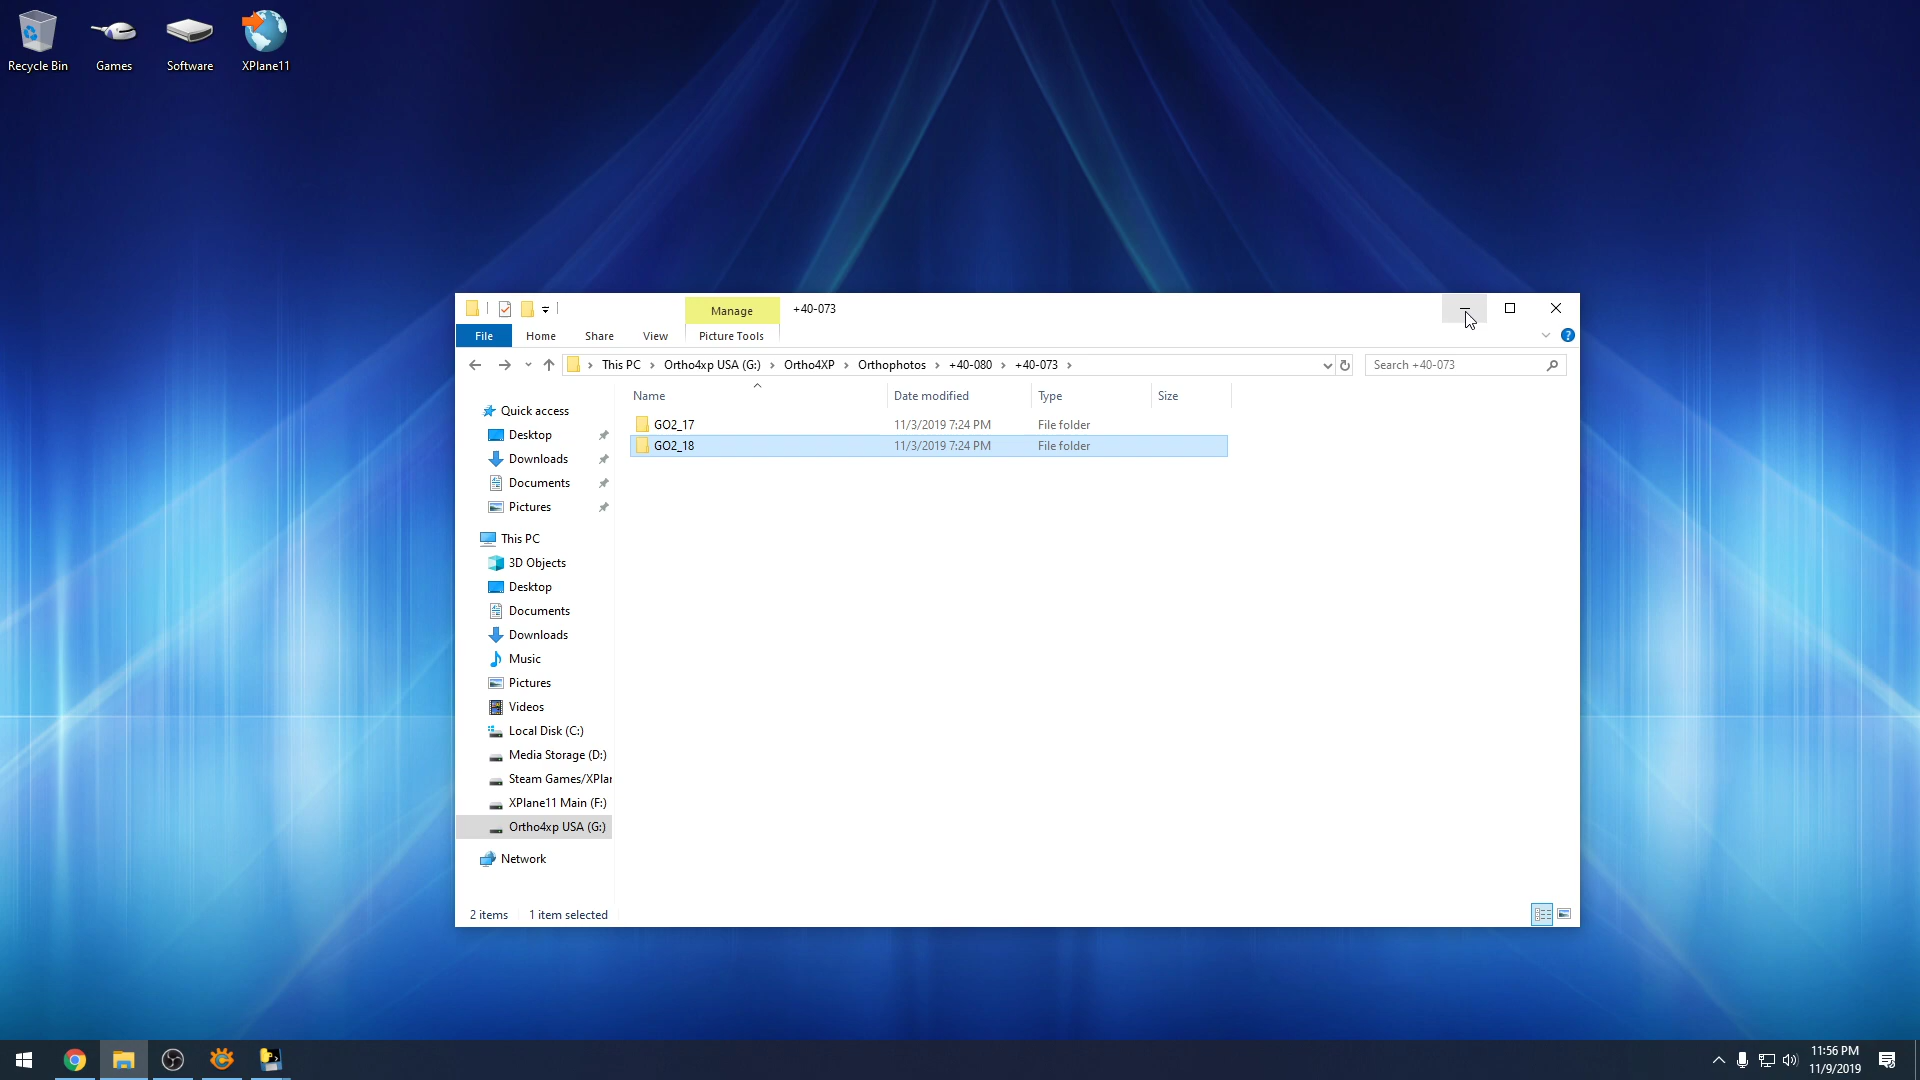 Recycle Bin
Games
Software
XPlane11
Manage
+40-073
File
Home
Share
View
Picture Tools
This PC
Ortho4xp USA (G:)
Ortho4XP
Orthophotos
+40-080
+40-073
Search +40-073
Name
Date modified
Type
Size
GO2_17
11/3/2019 7:24 PM
File folder
GO2_18
11/3/2019 7:24 PM
File folder
Quick access
Desktop
Downloads
Documents
Pictures
This PC
3D Objects
Desktop
Documents
Downloads
Music
Pictures
Videos
Local Disk (C:)
Media Storage (D:)
Steam Games/XPlan
XPlane11 Main (F:)
Ortho4xp USA (G:)
Network
2 items
1 item selected
11:56 PM
11/9/2019